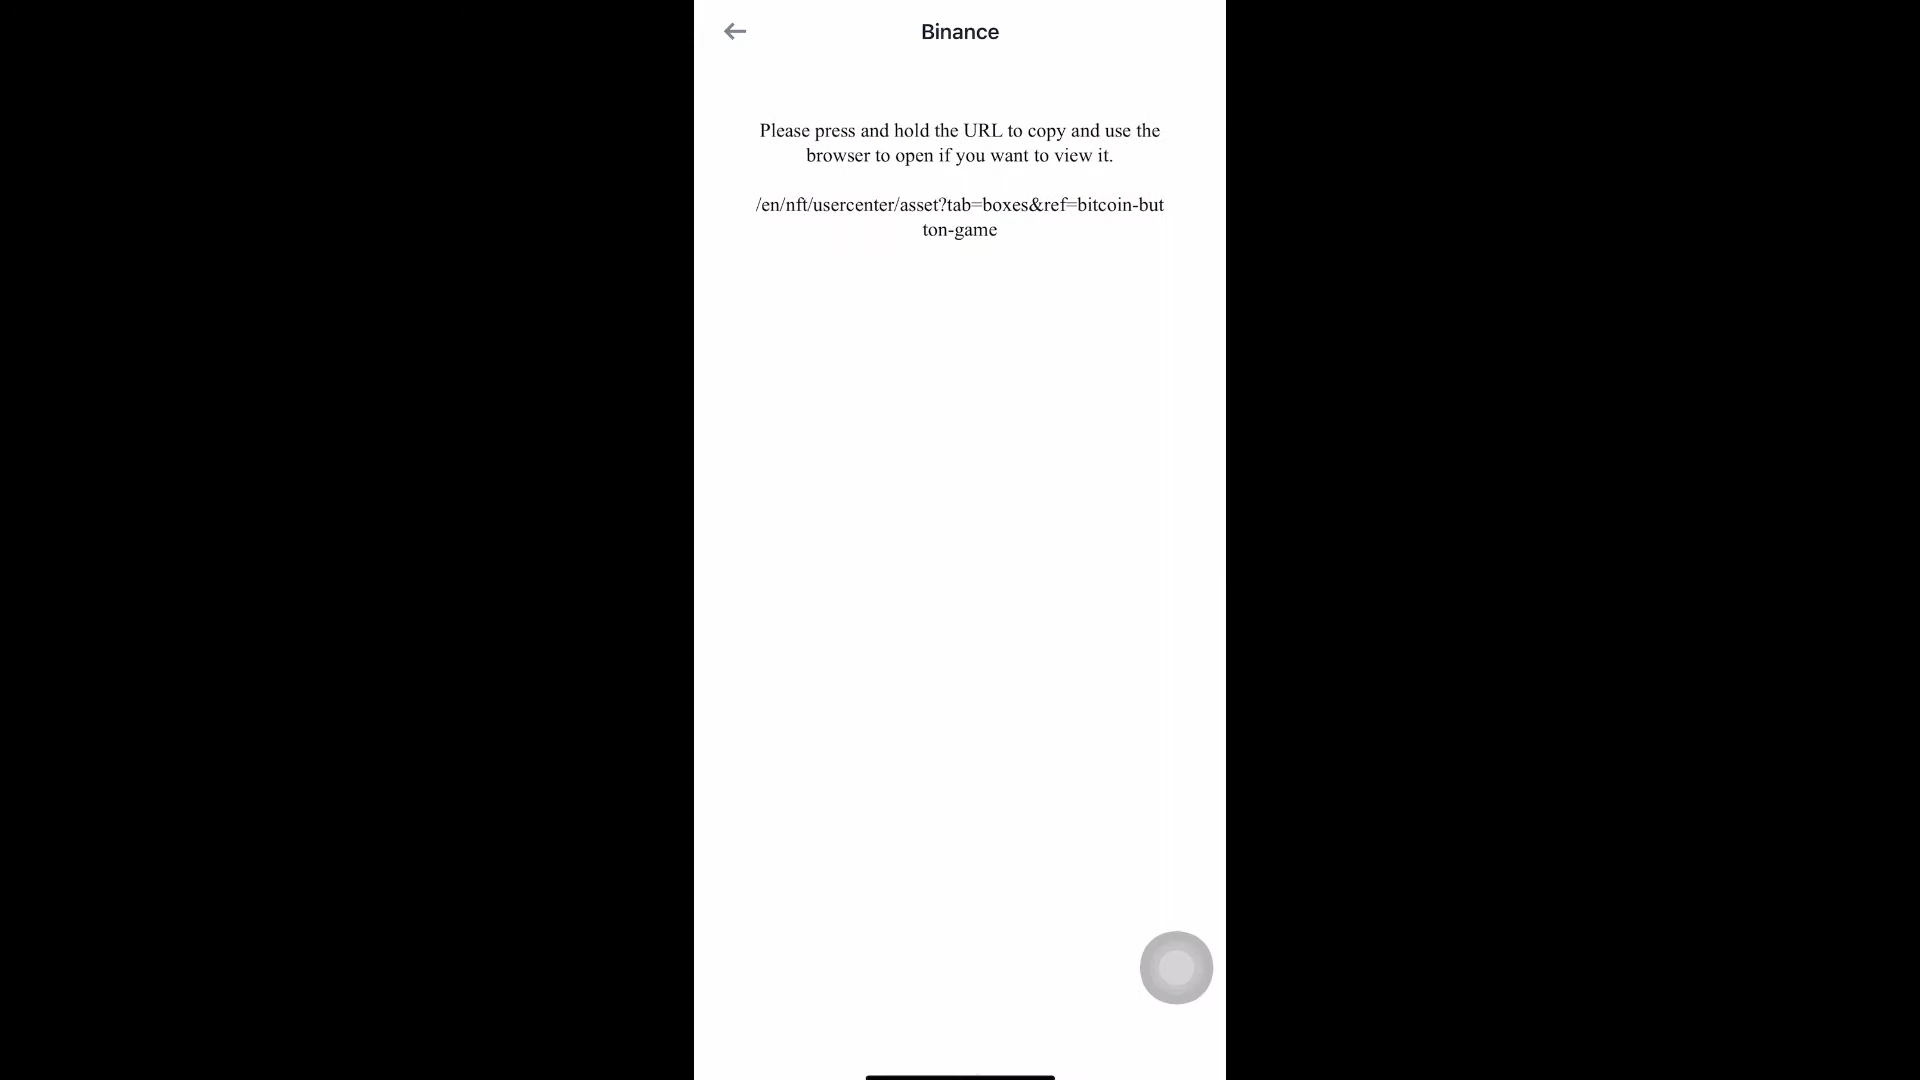 Binance
Please press and hold the URL to copy and use the
browser to open if you want to view it.
/en/nft/usercenter/asset?tab=boxes&ref=bitcoin-but
ton-game